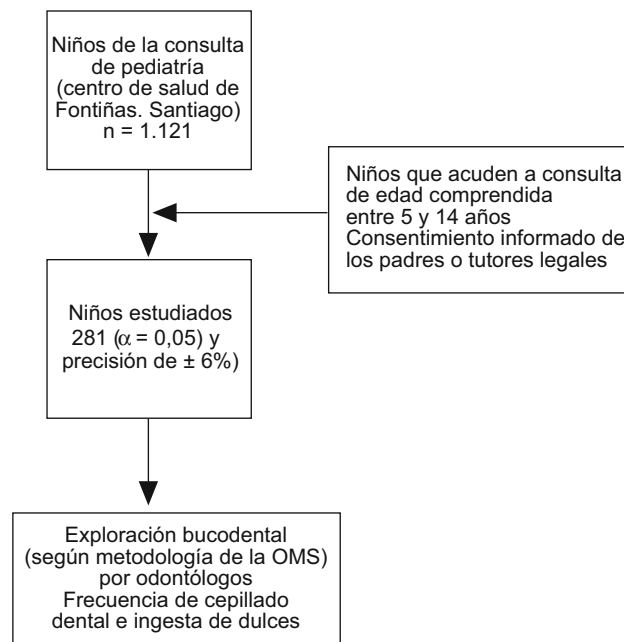 Niños de la consulta
de pediatría
(centro de salud de
Fontiñas. Santiago)
n = 1.121
Niños que acuden a consulta
de edad comprendida
entre 5 y 14 años
Consentimiento informado de
los padres o tutores legales
Niños estudiados
281 (α = 0,05) y
precisión de ± 6%)
Exploración bucodental
(según metodología de la OMS)
por odontólogos
Frecuencia de cepillado
dental e ingesta de dulces